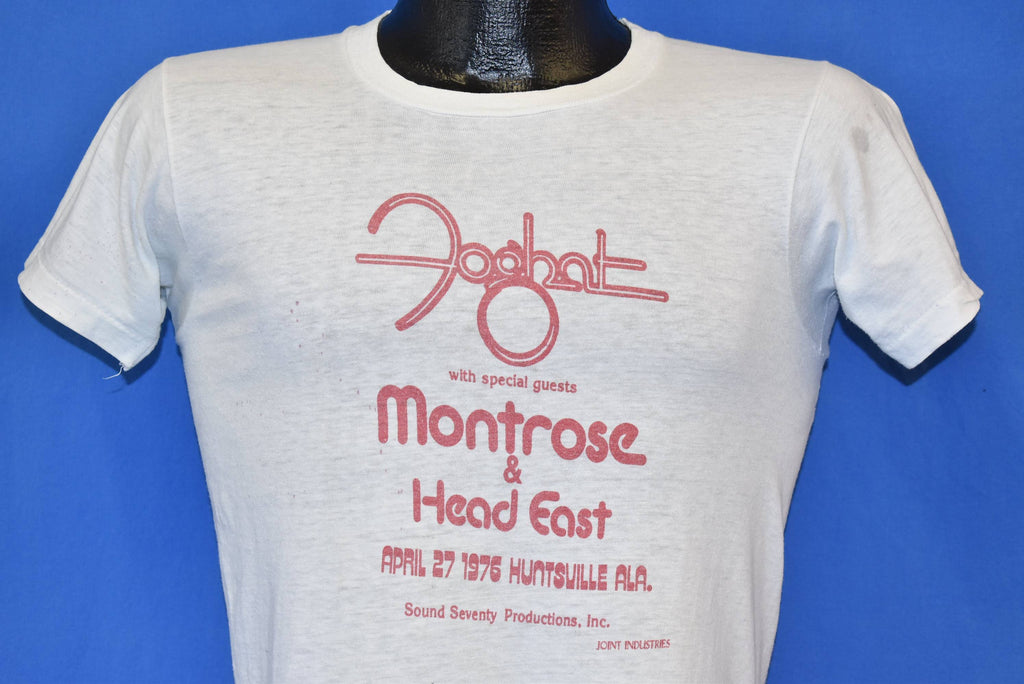 Foghat
with special guests
Montrose
&
Head East
APRIL 27 1976 HUNTSVILLE ALA.
Sound Seventy Productions, Inc.
JOINT INDUSTRIES